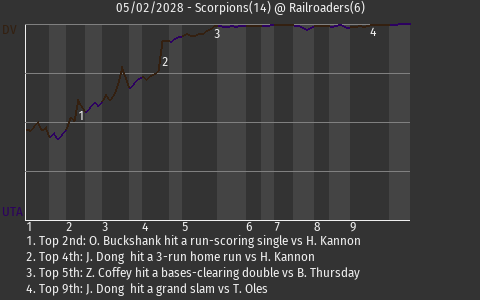 05/02/2028 - Scorpions(14) @ Railroaders(6)
DV
3
4
2
1
UTA
1 2 3 4 5 6 7 8 9
1. Top 2nd: O. Buckshank hit a run-scoring single vs H. Kannon
2. Top 4th: J. Dong hit a 3-run home run vs H. Kannon
3. Top 5th: Z. Coffey hit a bases-clearing double vs B. Thursday
4. Top 9th: J. Dong hit a grand slam vs T. Oles